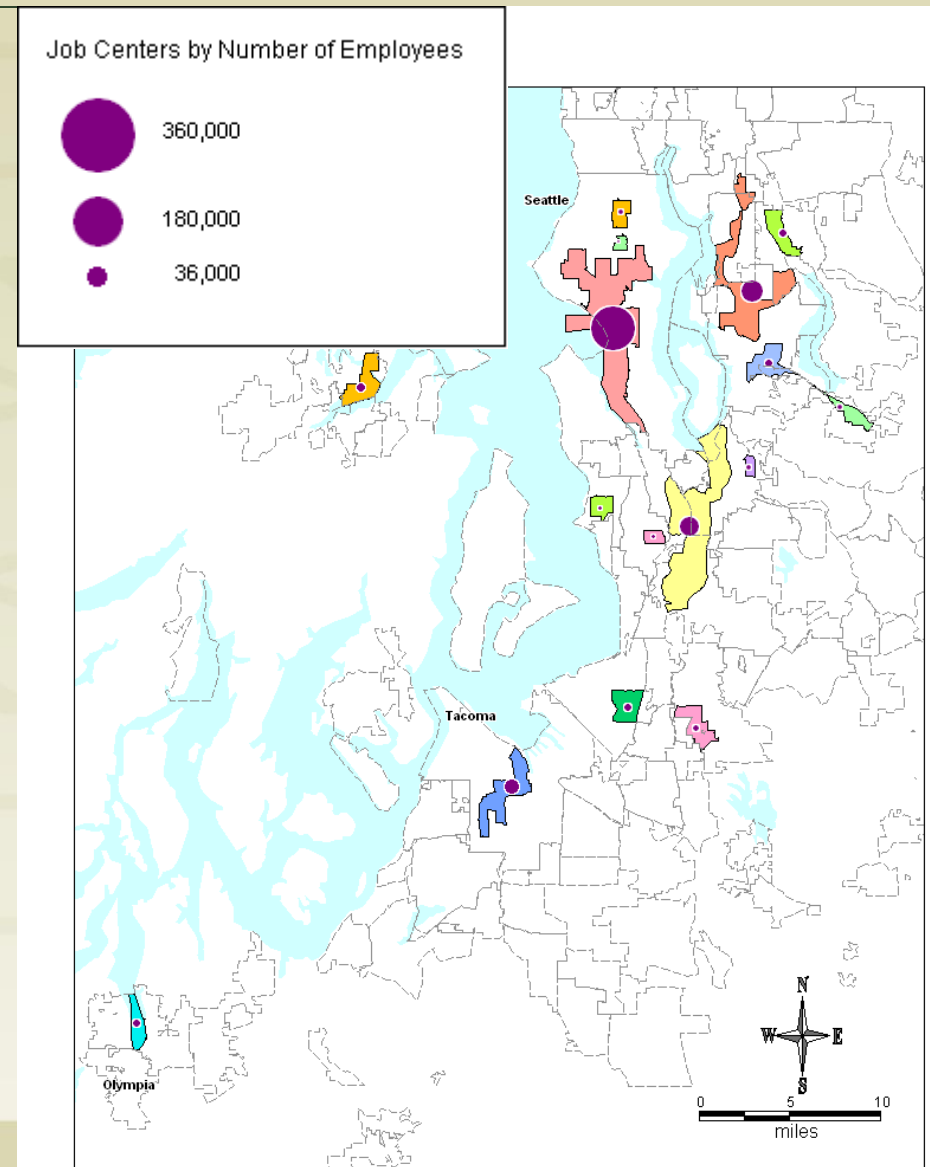 Job Centers by Number of Employees
360,000
180,000
36,000
Seattle
Tacoma
Olympia
N
W E
S
0 5 10
miles